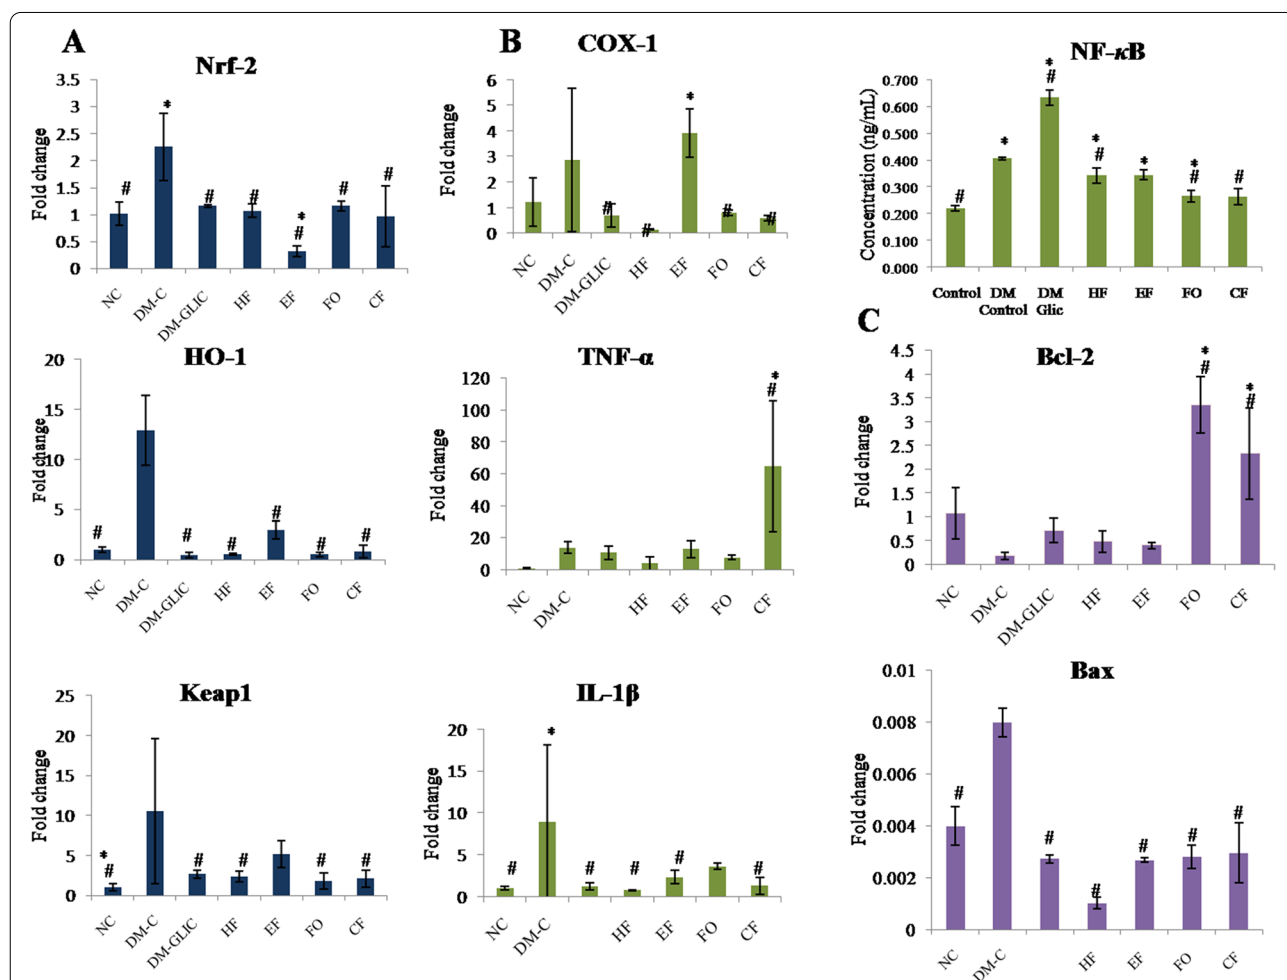 A
Nrf-2
3.5
3
2.5
2
1.5
1
0.5
0
Fold change
#
*
#
#
*
#
#
#
NC
DM-C
DM-GLIC
HF
EF
FO
CF
HO-1
20
15
10
5
0
Fold change
#
#
#
#
#
#
NC
DM-C
DM-GLIC
HF
EF
FO
CF
Keap1
25
20
15
10
5
0
Fold change
*
#
#
#
#
#
NC
DM-C
DM-GLIC
HF
EF
FO
CF
B
COX-1
6
5
4
3
2
1
0
Fold change
#
#
*
#
#
NC
DM-C
DM-GLIC
HF
EF
FO
CF
TNF-α
120
100
80
60
40
20
0
Fold change
*
#
NC
DM-C
HF
EF
FO
CF
IL-1β
20
15
10
5
0
Fold change
#
*
#
#
#
#
NC
DM-C
HF
EF
FO
CF
NF-κB
0.700
0.600
0.500
0.400
0.300
0.200
0.100
0.000
Concentration (ng/mL)
#
*
*
#
*
#
*
*
#
#
Control
DM
Control
DM
Glic
HF
EF
FO
CF
C
Bcl-2
4.5
4
3.5
3
2.5
2
1.5
1
0.5
0
Fold change
*
#
*
#
NC
DM-C
DM-GLIC
HF
EF
FO
CF
Bax
0.01
0.008
0.006
0.004
0.002
0
Fold change
#
#
#
#
#
#
NC
DM-C
HF
EF
FO
CF